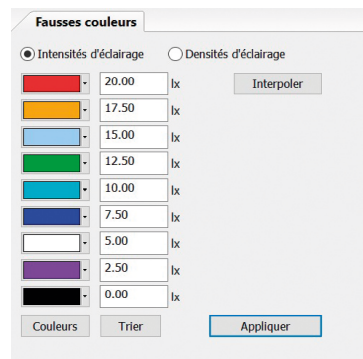 Fausses couleurs
Intensités d'éclairage Densités d'éclairage
20.00 lx Interpoler
17.50 lx
15.00 lx
12.50 lx
10.00 lx
7.50 lx
5.00 lx
2.50 lx
0.00 lx
Couleurs Trier Appliquer